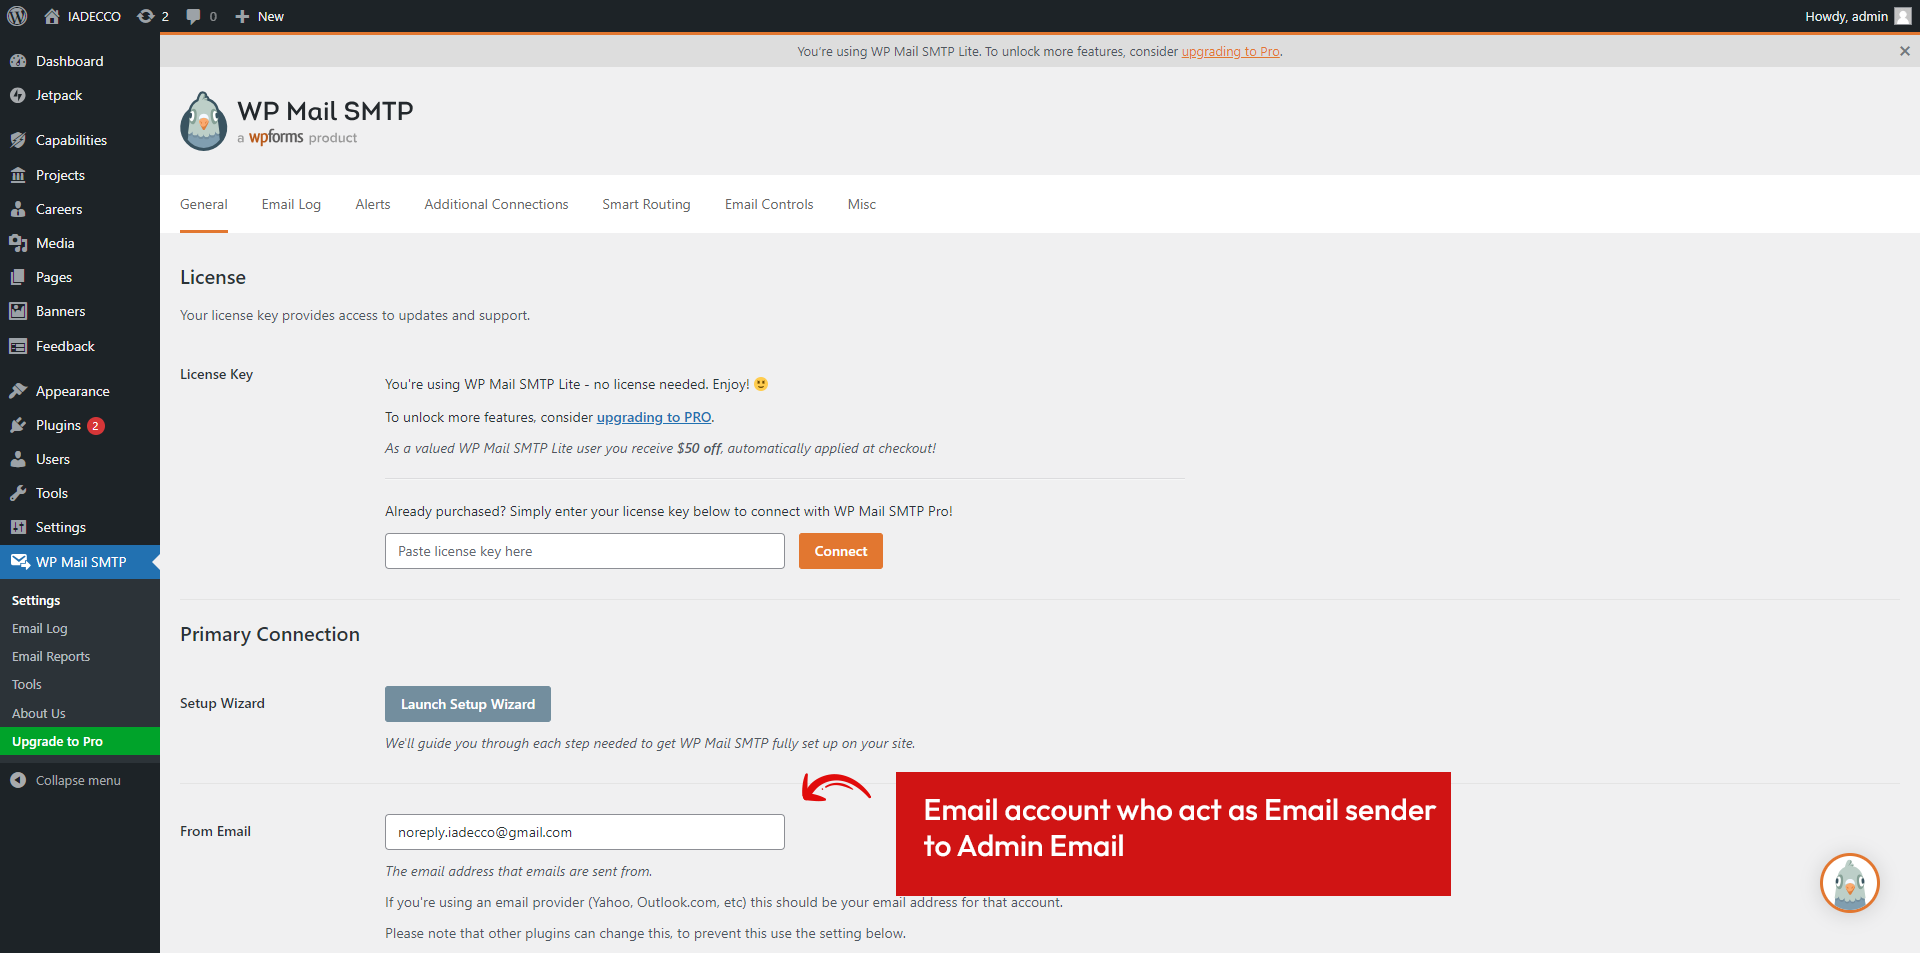 IADECCO
2
0
New
Howdy, admin
Dashboard
Jetpack
Capabilities
Projects
Careers
Media
Pages
Banners
Feedback
Appearance
Plugins 2
Users
Tools
Settings
WP Mail SMTP
Settings
Email Log
Email Reports
Tools
About Us
Upgrade to Pro
Collapse menu
You're using WP Mail SMTP Lite. To unlock more features, consider upgrading to Pro.
WP Mail SMTP
a wpforms product
General
Email Log
Alerts
Additional Connections
Smart Routing
Email Controls
Misc
License
Your license key provides access to updates and support.
License Key
You're using WP Mail SMTP Lite - no license needed. Enjoy! 🙂
To unlock more features, consider upgrading to PRO.
As a valued WP Mail SMTP Lite user you receive $50 off, automatically applied at checkout!
Already purchased? Simply enter your license key below to connect with WP Mail SMTP Pro!
Paste license key here
Connect
Primary Connection
Setup Wizard
Launch Setup Wizard
We'll guide you through each step needed to get WP Mail SMTP fully set up on your site.
Email account who act as Email sender
to Admin Email
From Email
noreply.iadecco@gmail.com
The email address that emails are sent from.
If you're using an email provider (Yahoo, Outlook.com, etc) this should be your email address for that account.
Please note that other plugins can change this, to prevent this use the setting below.